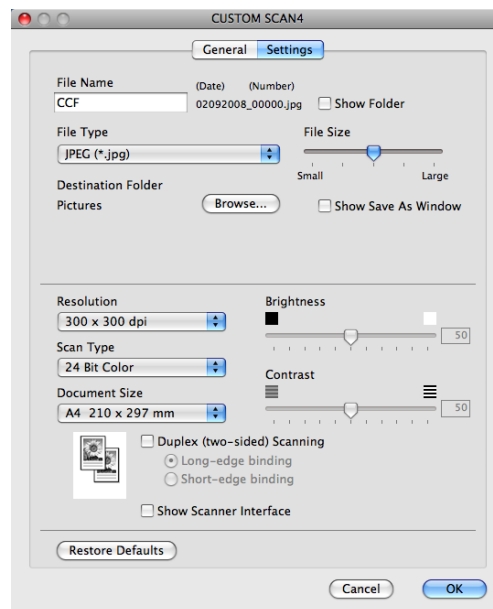 CUSTOM SCAN4
General Settings
File Name
(Date) (Number)
CCF 02092008_00000.jpg Show Folder
File Type File Size
JPEG (*.jpg)
Small Large
Destination Folder
Pictures Browse... Show Save As Window
Resolution Brightness
300 x 300 dpi
50
Scan Type
24 Bit Color
Contrast
Document Size
A4 210 x 297 mm 50
Duplex (two-sided) Scanning
Long-edge binding
Short-edge binding
Show Scanner Interface
Restore Defaults
Cancel OK